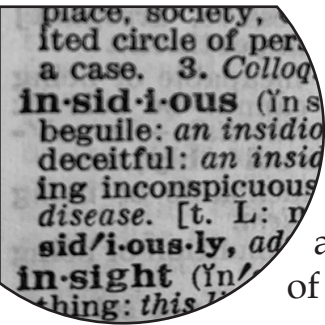 place, society,
ited circle of per
a case. 3. Colloq.
in·sid·i·ous (ĭn s
beguile: an insidio
deceitful: an insid
ing inconspicuous
disease. [t. L:
sid′i·ous·ly, ad
in·sight (ĭn′
thing: this
a
of